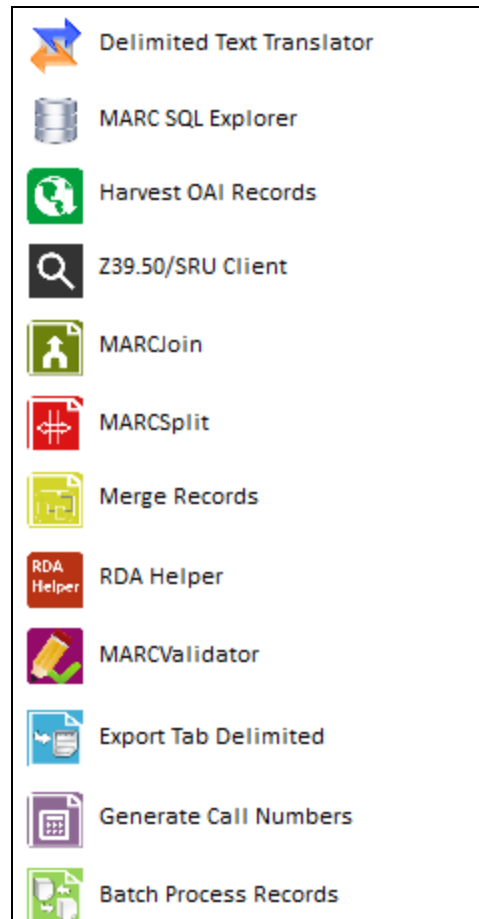 Delimited Text Translator
MARC SQL Explorer
Harvest OAI Records
Z39.50/SRU Client
MARCJoin
MARCSplit
Merge Records
RDA
Helper
RDA Helper
MARCValidator
Export Tab Delimited
Generate Call Numbers
Batch Process Records